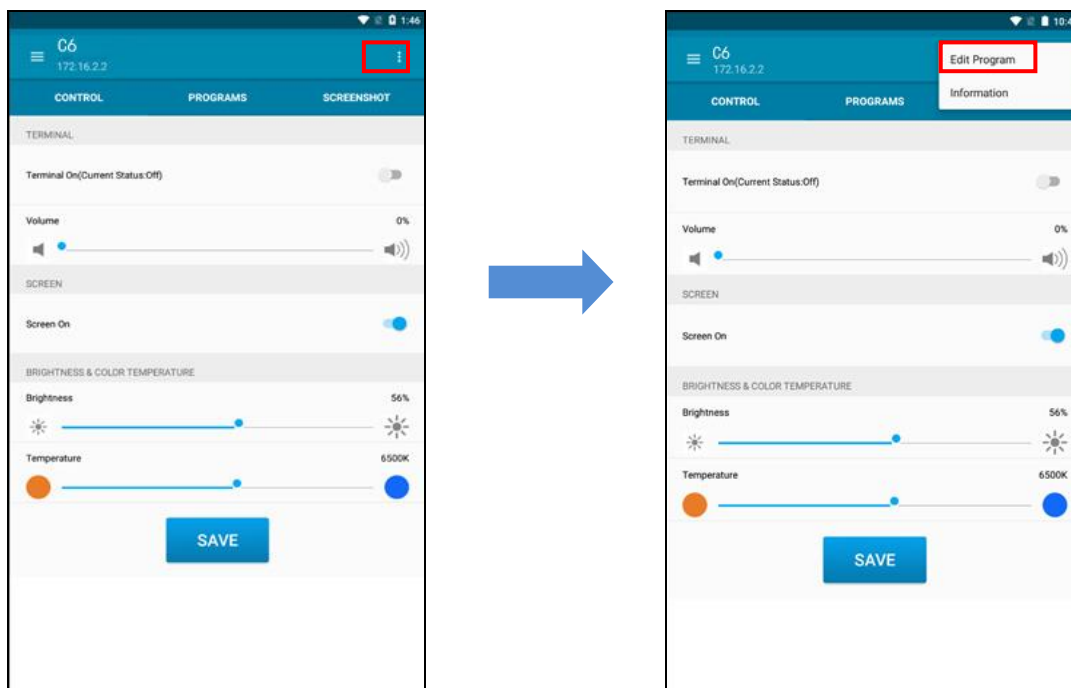 1:46
C6
172.16.2.2
CONTROL PROGRAMS SCREENSHOT
TERMINAL
Terminal On(Current Status:Off)
Volume 0%
SCREEN
Screen On
BRIGHTNESS & COLOR TEMPERATURE
Brightness 56%
Temperature 6500K
SAVE
10:4
C6
172.16.2.2
Edit Program
Information
CONTROL PROGRAMS
TERMINAL
Terminal On(Current Status:Off)
Volume 0%
SCREEN
Screen On
BRIGHTNESS & COLOR TEMPERATURE
Brightness 56%
Temperature 6500K
SAVE